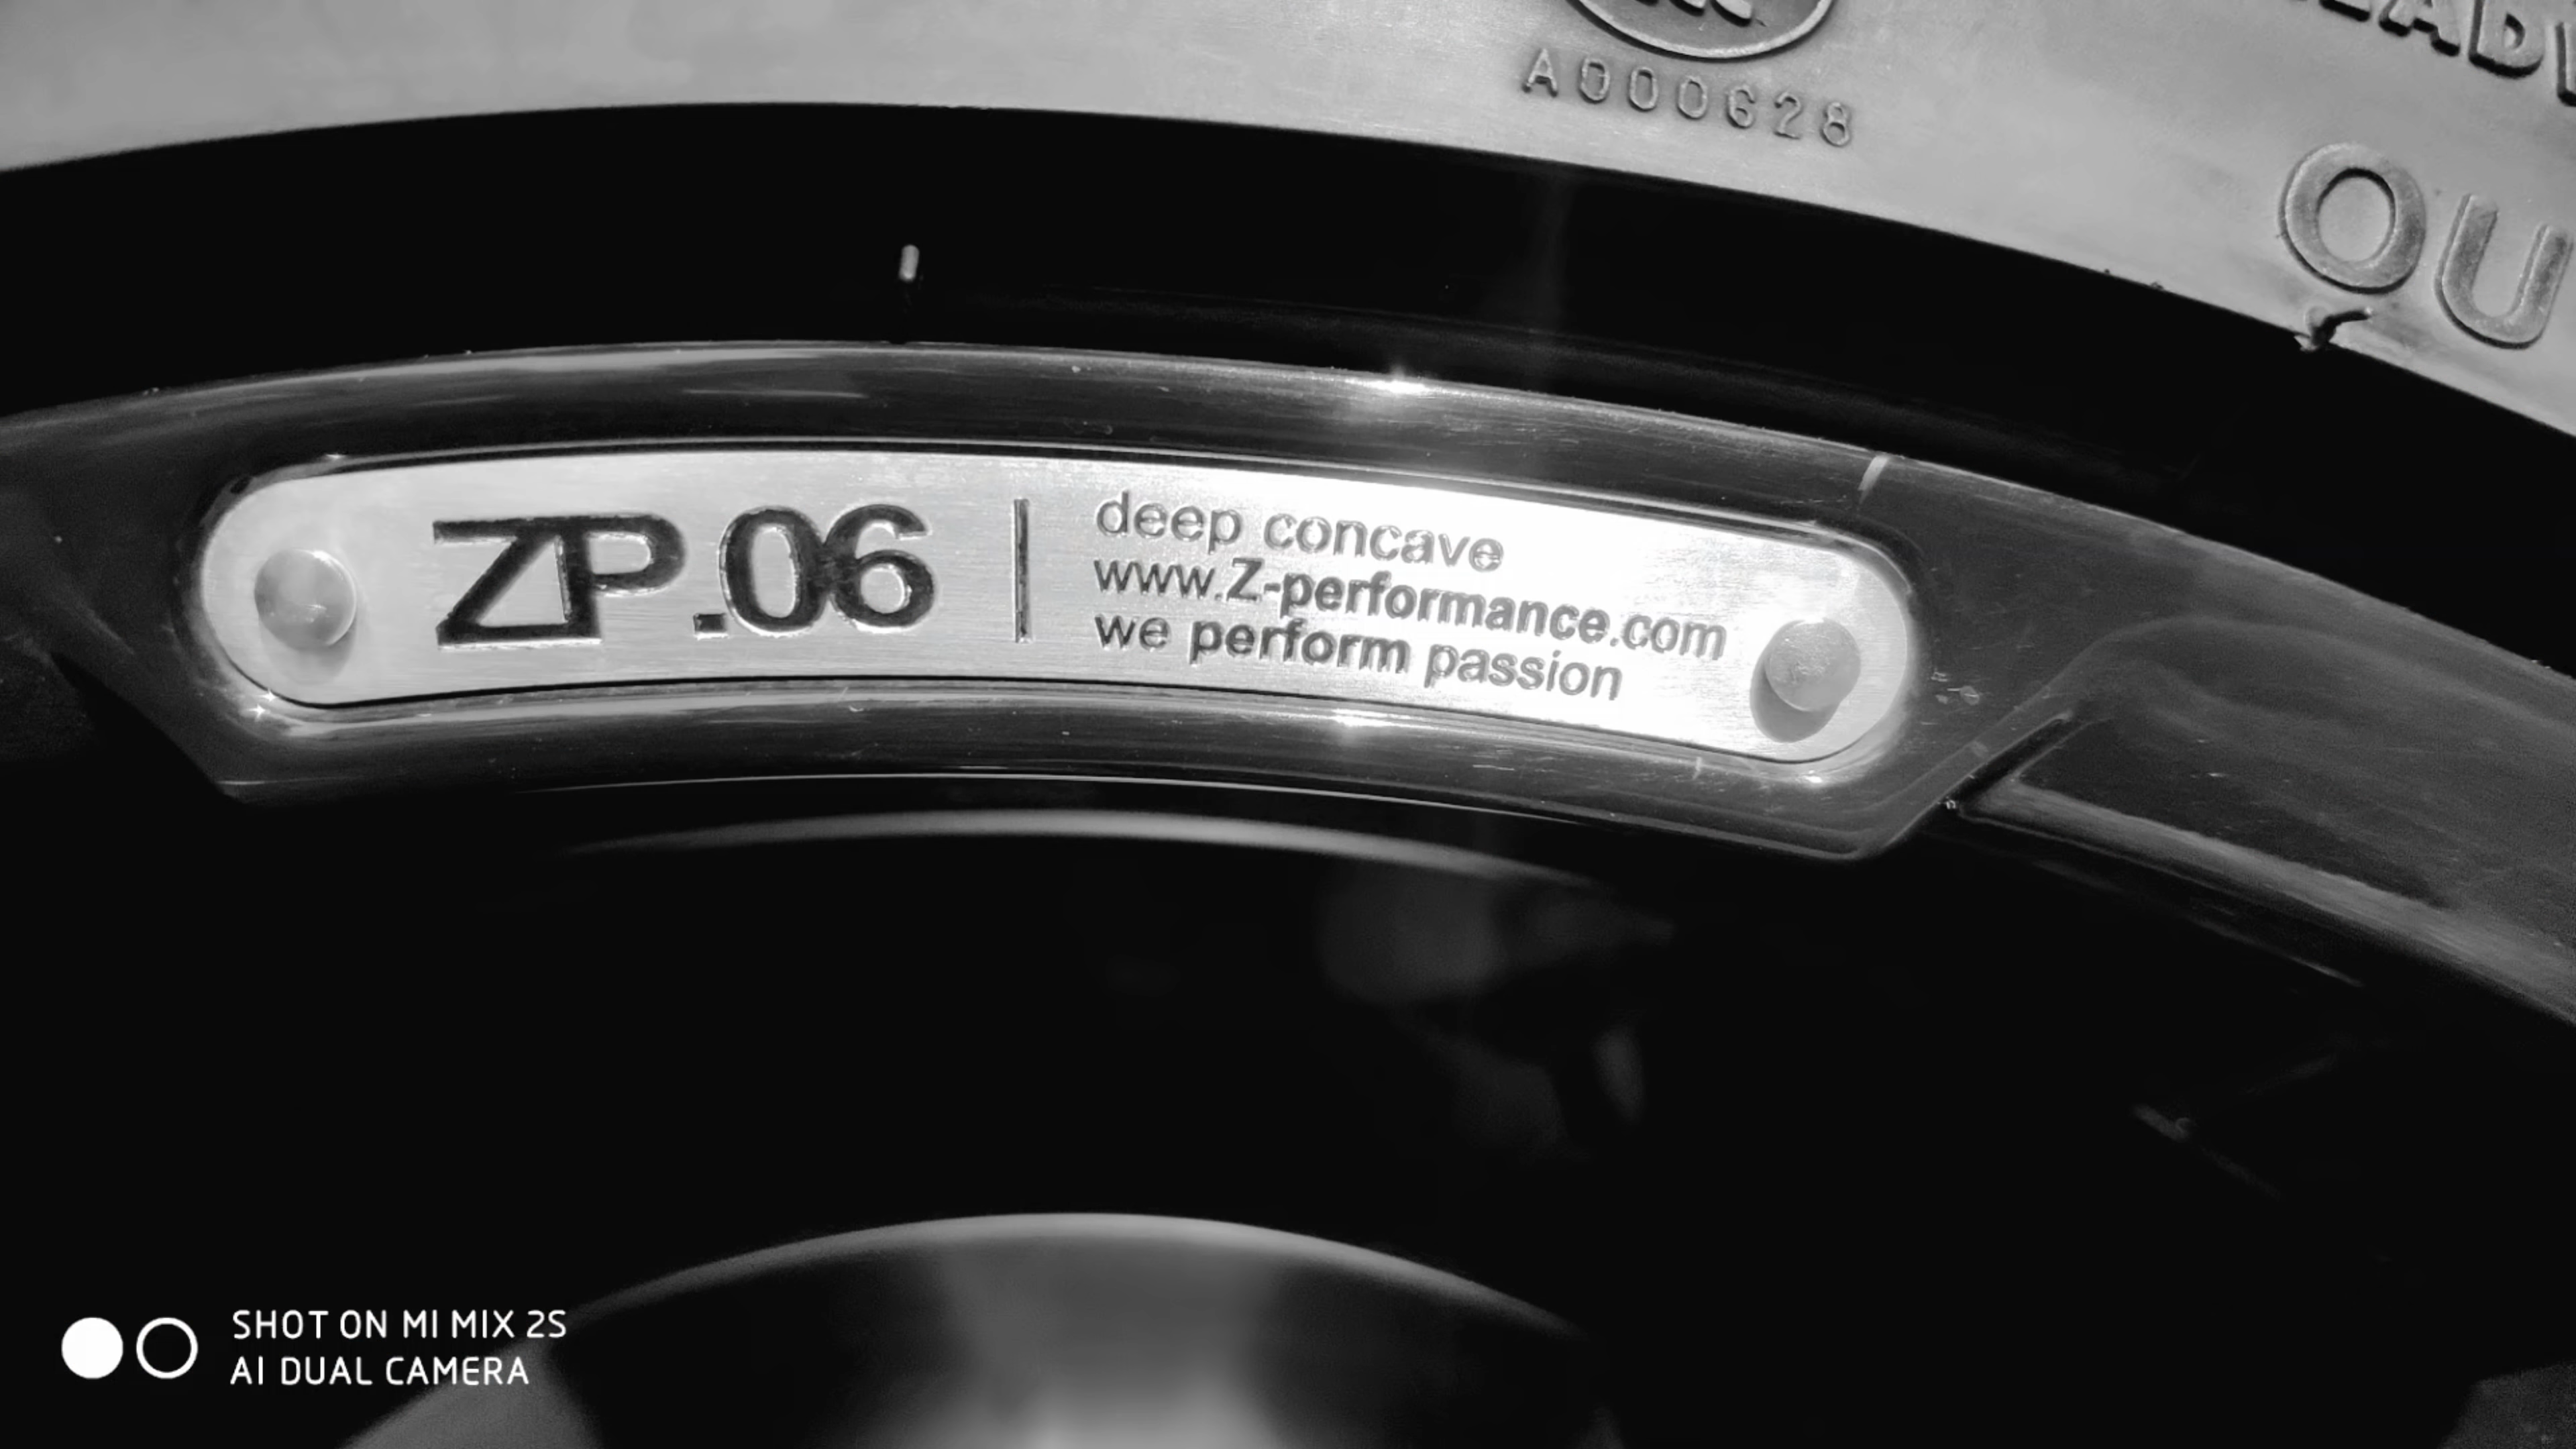 A000628
QU
ZP.06
deep concave
www.Z-performance.com
we perform passion
SHOT ON MI MIX 2S
AI DUAL CAMERA